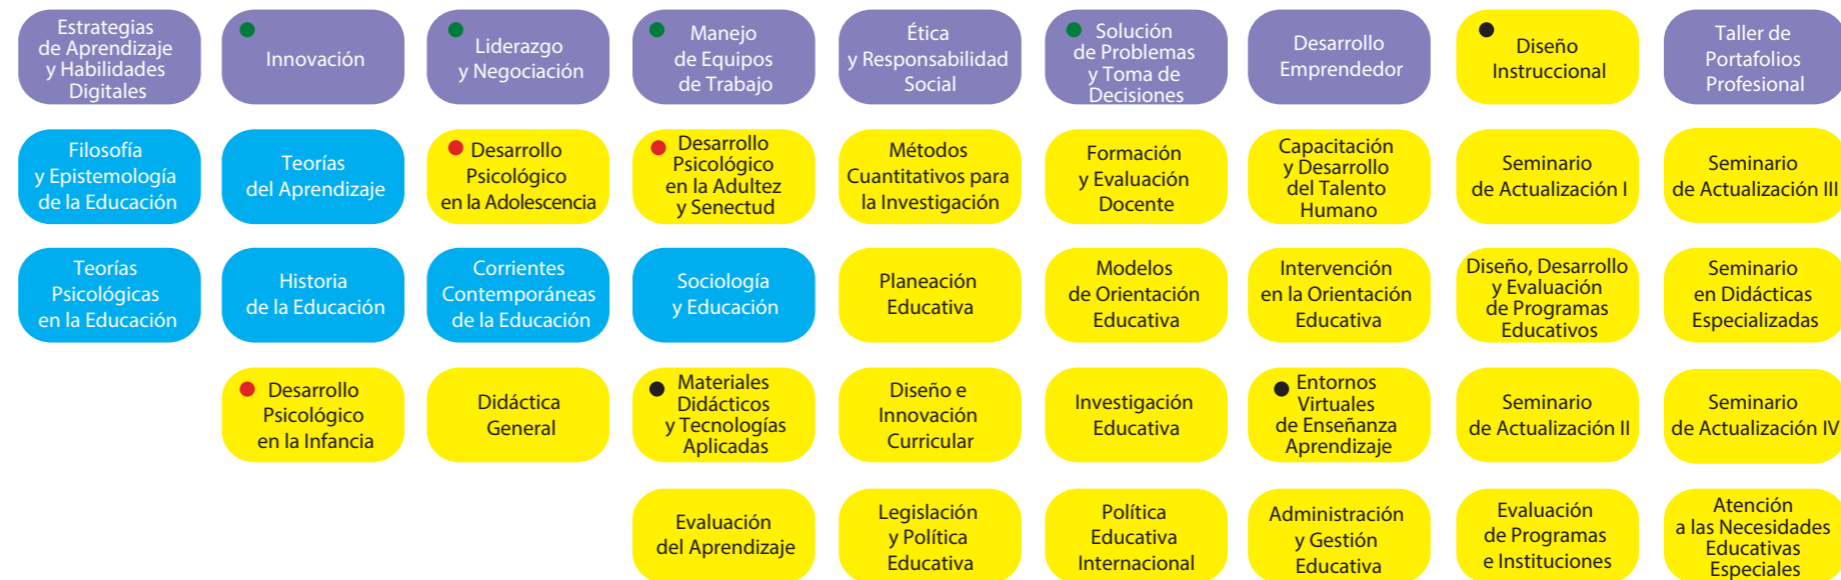 Estrategias
de Aprendizaje
y Habilidades
Digitales
Innovación
Liderazgo
y Negociación
Manejo
de Equipos
de Trabajo
Ética
y Responsabilidad
Social
Solución
de Problemas
y Toma de
Decisiones
Desarrollo
Emprendedor
Diseño
Instruccional
Taller de
Portafolios
Profesional
Filosofía
y Epistemología
de la Educación
Teorías
del Aprendizaje
Desarrollo
Psicológico
en la Adolescencia
Desarrollo
Psicológico
en la Adultez
y Senectud
Métodos
Cuantitativos para
la Investigación
Formación
y Evaluación
Docente
Capacitación
y Desarrollo
del Talento
Humano
Seminario
de Actualización I
Seminario
de Actualización III
Teorías
Psicológicas
en la Educación
Historia
de la Educación
Corrientes
Contemporáneas
de la Educación
Sociología
y Educación
Planeación
Educativa
Modelos
de Orientación
Educativa
Intervención
en la Orientación
Educativa
Diseño, Desarrollo
y Evaluación
de Programas
Educativos
Seminario
en Didácticas
Especializadas
Desarrollo
Psicológico
en la Infancia
Didáctica
General
Materiales
Didácticos
y Tecnologías
Aplicadas
Diseño e
Innovación
Curricular
Investigación
Educativa
Entornos
Virtuales
de Enseñanza
Aprendizaje
Seminario
de Actualización II
Seminario
de Actualización IV
Evaluación
del Aprendizaje
Legislación
y Política
Educativa
Política
Educativa
Internacional
Administración
y Gestión
Educativa
Evaluación
de Programas
e Instituciones
Atención
a las Necesidades
Educativas
Especiales